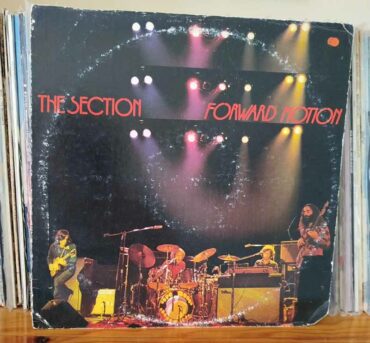 THE SECTION FORWARD MOTION